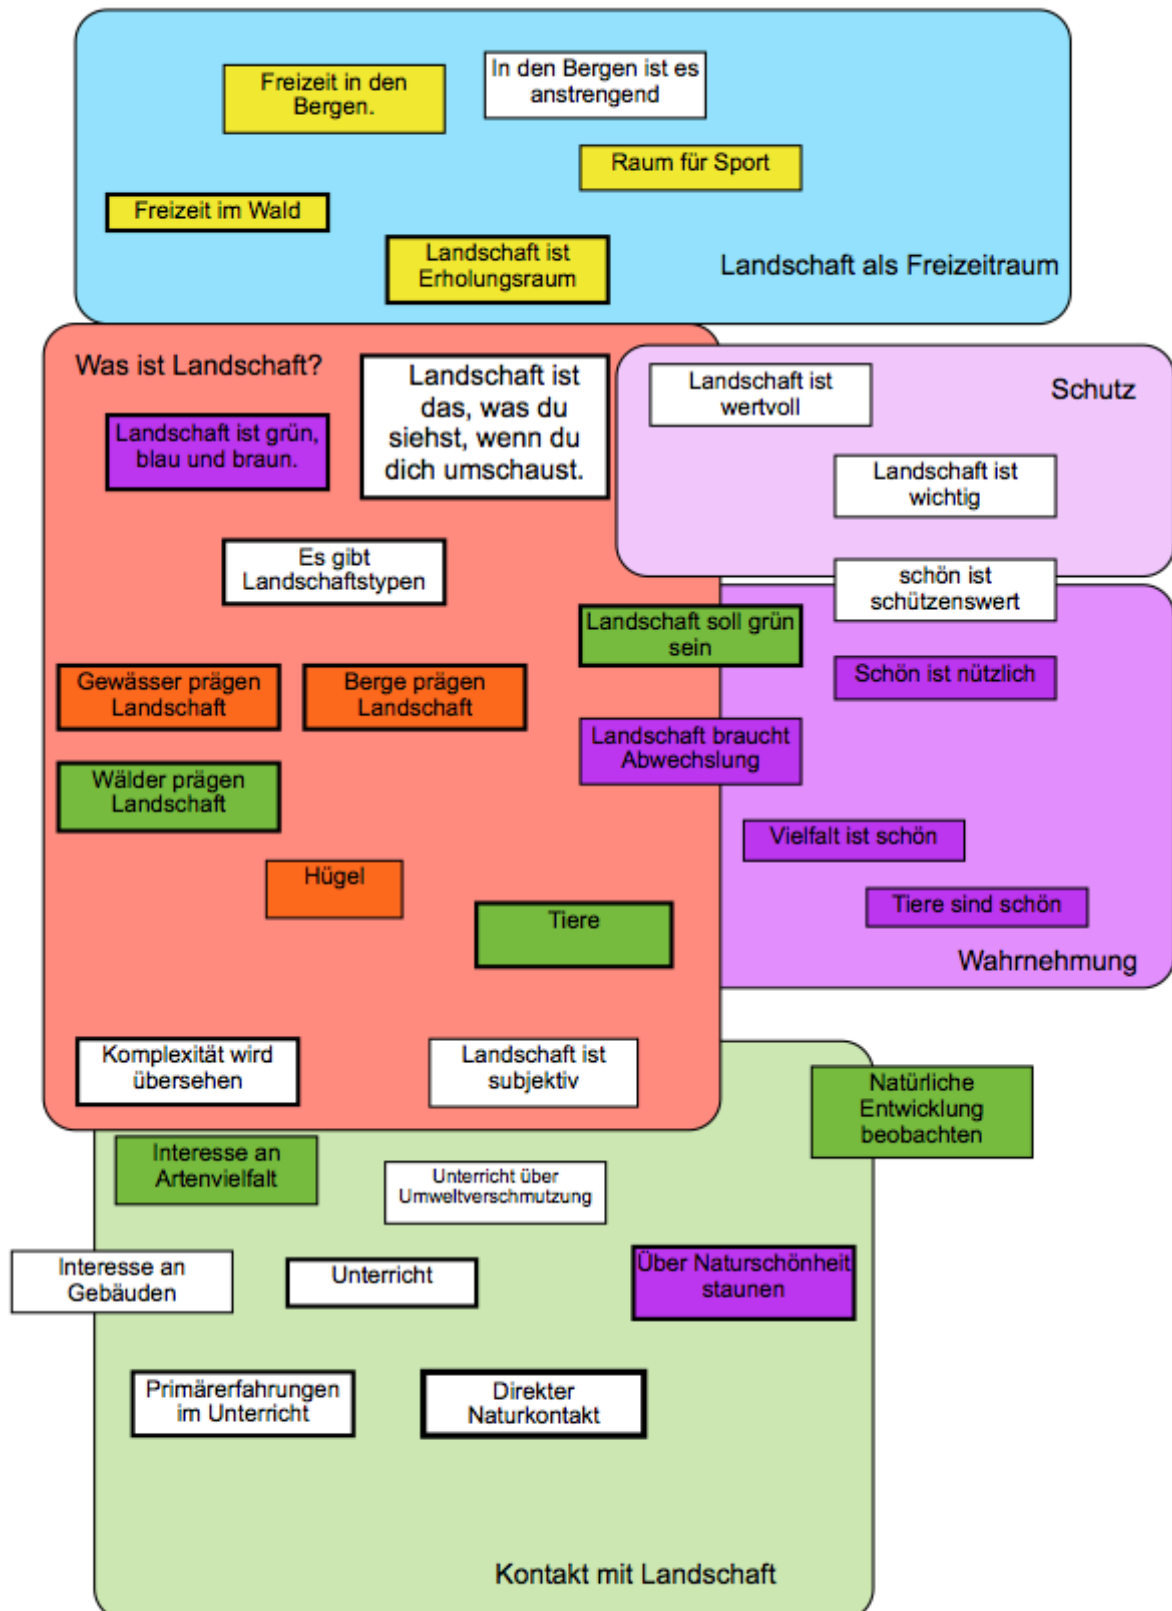 Freizeit in den
Bergen.
In den Bergen ist es
anstrengend
Raum für Sport
Freizeit im Wald
Landschaft ist
Erholungsraum
Landschaft als Freizeitraum
Was ist Landschaft?
Landschaft ist
das, was du
siehst, wenn du
dich umschaust.
Landschaft ist grün,
blau und braun.
Es gibt
Landschaftstypen
Landschaft ist
wertvoll
Schutz
Landschaft ist
wichtig
schön ist
schützenswert
Landschaft soll grün
sein
Schön ist nützlich
Gewässer prägen
Landschaft
Berge prägen
Landschaft
Landschaft braucht
Abwechslung
Wälder prägen
Landschaft
Vielfalt ist schön
Hügel
Tiere
Tiere sind schön
Wahrnehmung
Komplexität wird
übersehen
Landschaft ist
subjektiv
Natürliche
Entwicklung
beobachten
Interesse an
Artenvielfalt
Unterricht über
Umweltverschmutzung
Interesse an
Gebäuden
Unterricht
Über Naturschönheit
staunen
Primärerfahrungen
im Unterricht
Direkter
Naturkontakt
Kontakt mit Landschaft